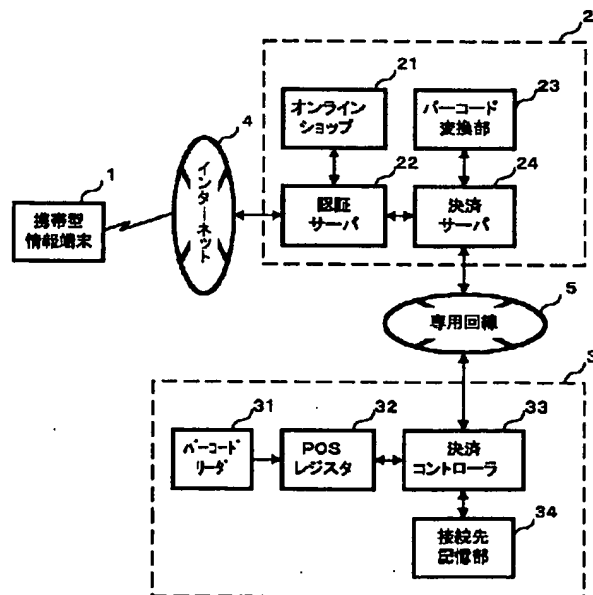 2
21
23
オンライン
ショップ
バーコード
変換部
4
22
24
1
インターネット
認証
サーバ
決済
サーバ
携帯型
情報端末
5
専用回線
3
31
32
33
バーコード
リーダ
POS
レジスタ
決済
コントローラ
34
接続先
記憶部